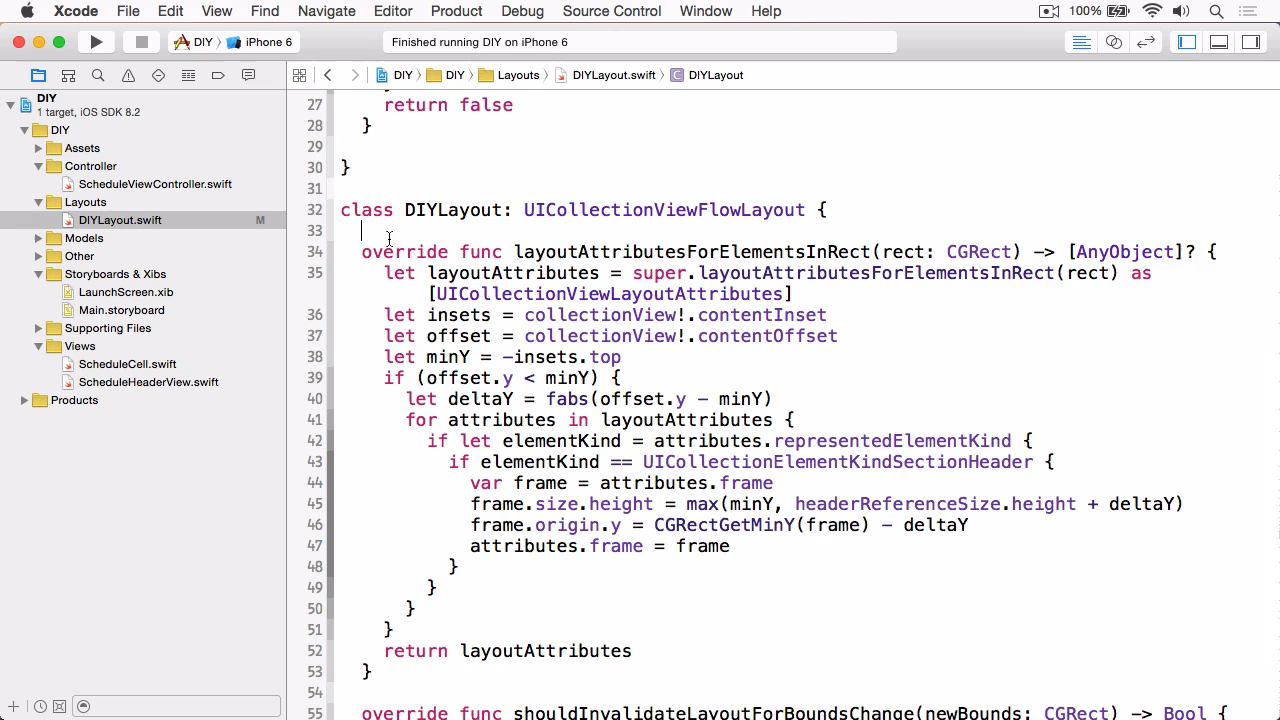 Xcode File Edit View Find Navigate Editor Product Debug Source Control Window Help 100%
DIY iPhone 6 Finished running DIY on iPhone 6
DIY DIY Layouts DIYLayout.swift C DIYLayout
DIY
1 target, iOS SDK 8.2
DIY
Assets
Controller
ScheduleViewController.swift
Layouts
DIYLayout.swift M
Models
Other
Storyboards & Xibs
LaunchScreen.xib
Main.storyboard
Supporting Files
Views
ScheduleCell.swift
ScheduleHeaderView.swift
Products
27 return false
28 }
29
30 }
31
32 class DIYLayout: UICollectionViewFlowLayout {
33
34 override func layoutAttributesForElementsInRect(rect: CGRect) -> [AnyObject]? {
35 let layoutAttributes = super.layoutAttributesForElementsInRect(rect) as
[UICollectionViewLayoutAttributes]
36 let insets = collectionView!.contentInset
37 let offset = collectionView!.contentOffset
38 let minY = -insets.top
39 if (offset.y < minY) {
40 let deltaY = fabs(offset.y - minY)
41 for attributes in layoutAttributes {
42 if let elementKind = attributes.representedElementKind {
43 if elementKind == UICollectionElementKindSectionHeader {
44 var frame = attributes.frame
45 frame.size.height = max(minY, headerReferenceSize.height + deltaY)
46 frame.origin.y = CGRectGetMinY(frame) - deltaY
47 attributes.frame = frame
48 }
49 }
50 }
51 }
52 return layoutAttributes
53 }
54
55 override func shouldInvalidateLayoutForBoundsChange(newBounds: CGRect) -> Bool {